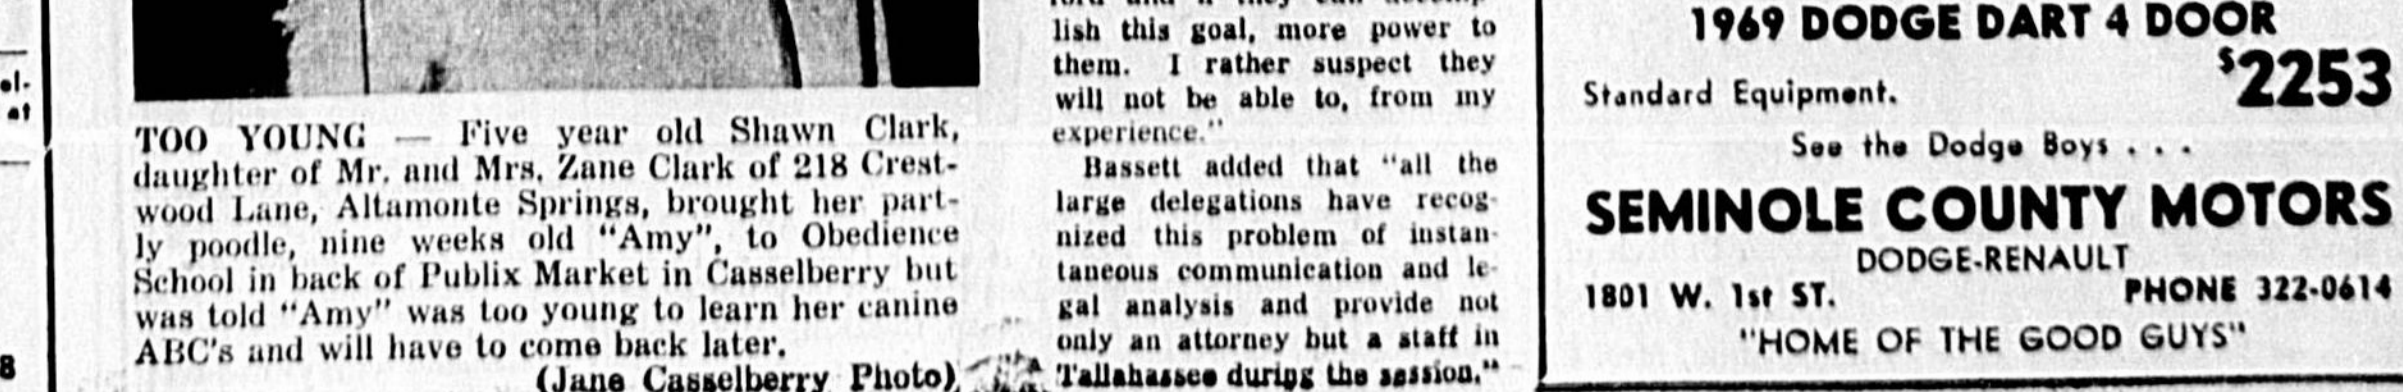 el-
at
8
TOO YOUNG — Five year old Shawn Clark,
daughter of Mr. and Mrs. Zane Clark of 218 Crest-
wood Lane, Altamonte Springs, brought her part-
ly poodle, nine weeks old "Amy", to Obedience
School in back of Publix Market in Casselberry but
was told "Amy" was too young to learn her canine
ABC's and will have to come back later.
(Jane Casselberry Photo)
lish this goal, more power to
them. I rather suspect they
will not be able to, from my
experience."
Bassett added that "all the
large delegations have recog-
nized this problem of instan-
taneous communication and le-
gal analysis and provide not
only an attorney but a staff in
Tallahassee during the session."
1969 DODGE DART 4 DOOR
$2253
Standard Equipment.
See the Dodge Boys . . .
SEMINOLE COUNTY MOTORS
DODGE-RENAULT
1801 W. 1st ST. PHONE 322-0614
"HOME OF THE GOOD GUYS"